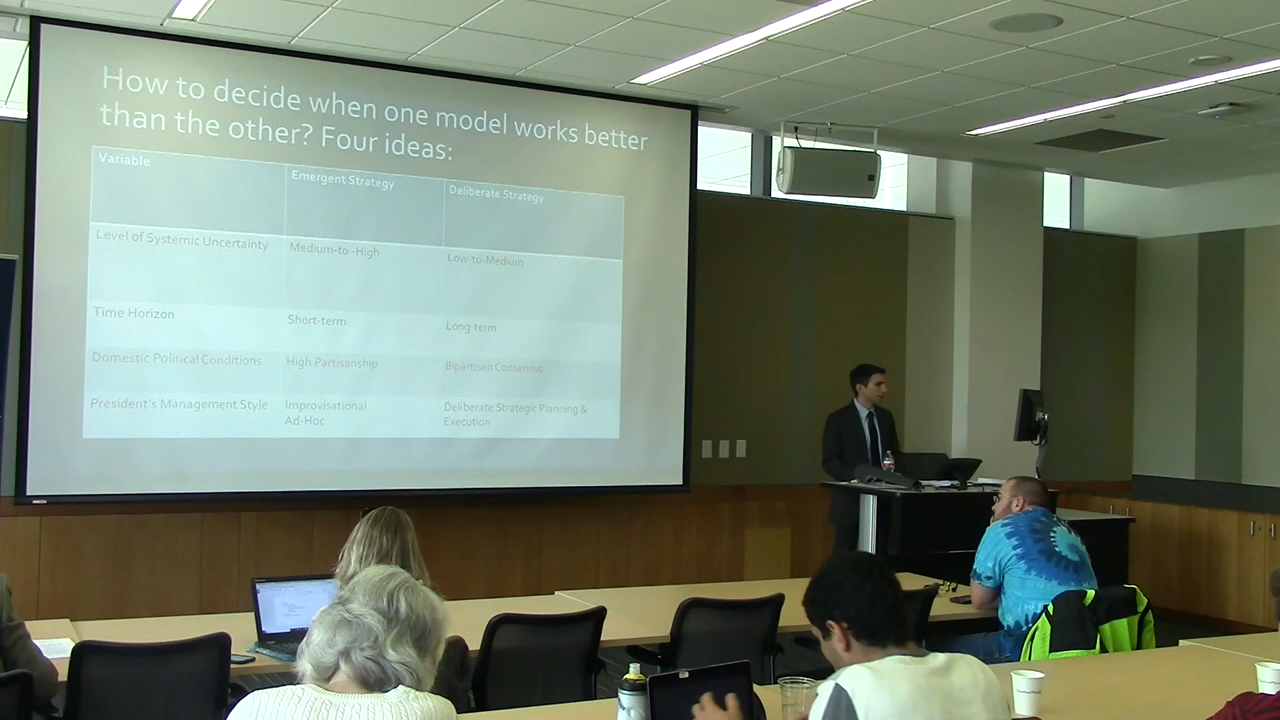 How to decide when one model works better
than the other? Four ideas:
Variable Emergent Strategy Deliberate Strategy
Level of Systemic Uncertainty Medium-to -High Low-to-Medium
Time Horizon Short-term Long-term
Domestic Political Conditions High Partisanship Bipartisan Consensus
President's Management Style Improvisational Deliberate Strategic Planning &
Ad-Hoc Execution